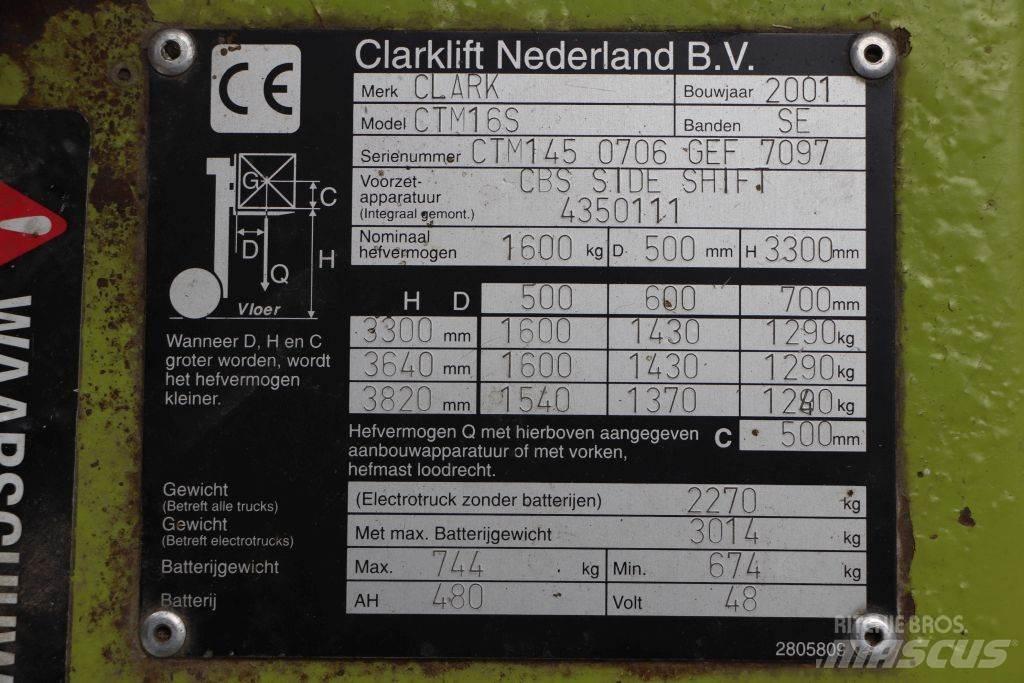 Clarklift Nederland B.V.
CE
Merk CLARK Bouwjaar 2001
Model CTM16S Banden SE
Serienummer CTM145 0706 GEF 7097
Voorzet-
apparatuur
(Integraal gemont.) CBS SIDE SHIFT
4350111
Nominaal
hefvermogen 1600 kg D 500 mm H 3300 mm
G C D H Q
Vloer
Wanneer D, H en C
groter worden, wordt
het hefvermogen
kleiner.
H D 500 600 700 mm
3300 mm 1600 1430 1290 kg
3640 mm 1600 1430 1290 kg
3820 mm 1540 1370 kg
Hefvermogen Q met hierboven aangegeven
aanbouwapparatuur of met vorken,
hefmast loodrecht.
C 500 mm
Gewicht
(Betreft alle trucks) (Electrotruck zonder batterijen) 2270 kg
Gewicht
(Betreft electrotrucks) Met max. Batterijgewicht 3014 kg
Batterijgewicht Max. 744 kg Min. 674 kg
Batterij AH 480 Volt 48
2805809
RITCHIE BROS.
MASCUS
WAARSCHUW